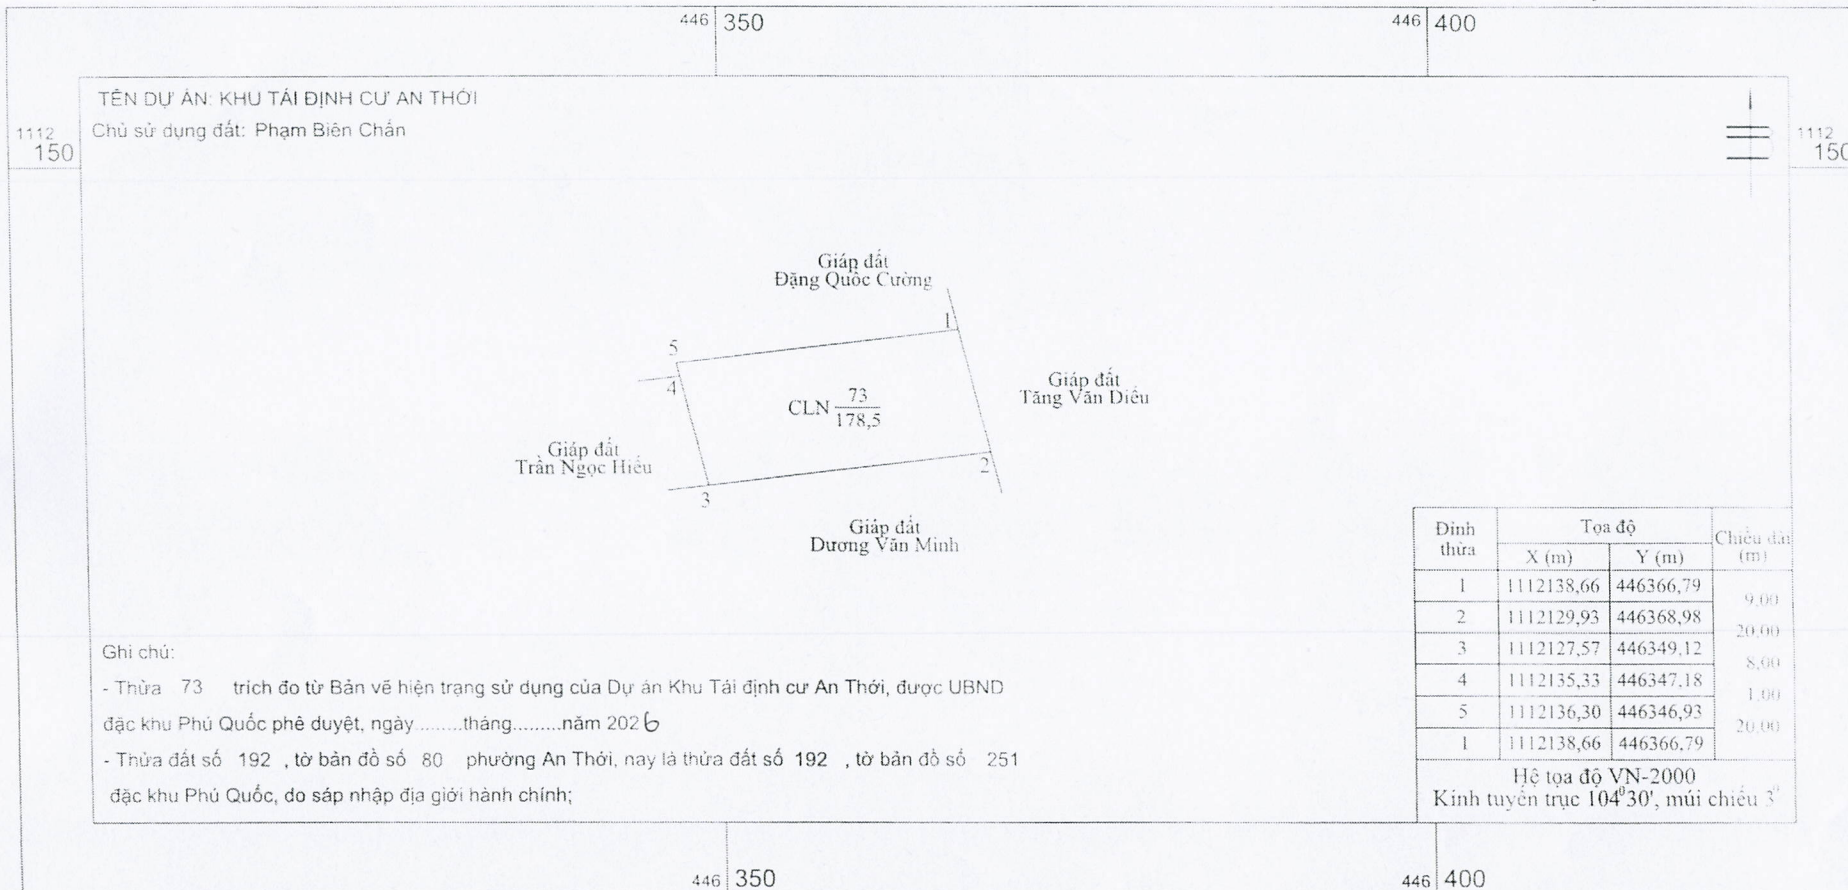 446 350
446 400
TÊN DỰ ÁN: KHU TÁI ĐỊNH CƯ AN THỚI
Chủ sử dụng đất: Phạm Biên Chấn
1112
150
1112
150
Giáp đất
Đặng Quốc Cường
1
5
4
CLN 73
178,5
Giáp đất
Tăng Văn Diều
Giáp đất
Trần Ngọc Hiếu
2
3
Giáp đất
Dương Văn Minh
Đỉnh thửa Tọa độ Chiều dài (m)
X (m) Y (m)
1 1112138,66 446366,79
9,00
2 1112129,93 446368,98
20,00
3 1112127,57 446349,12
8,00
4 1112135,33 446347,18
1,00
5 1112136,30 446346,93
20,00
1 1112138,66 446366,79
Hệ tọa độ VN-2000
Kinh tuyến trục 104⁰30', múi chiếu 3⁰
Ghi chú:
- Thửa 73 trích đo từ Bản vẽ hiện trạng sử dụng của Dự án Khu Tái định cư An Thới, được UBND
đặc khu Phú Quốc phê duyệt, ngày........tháng.........năm 2026
- Thửa đất số 192 , tờ bản đồ số 80 phường An Thới, nay là thửa đất số 192 , tờ bản đồ số 251
đặc khu Phú Quốc, do sáp nhập địa giới hành chính;
446 350
446 400